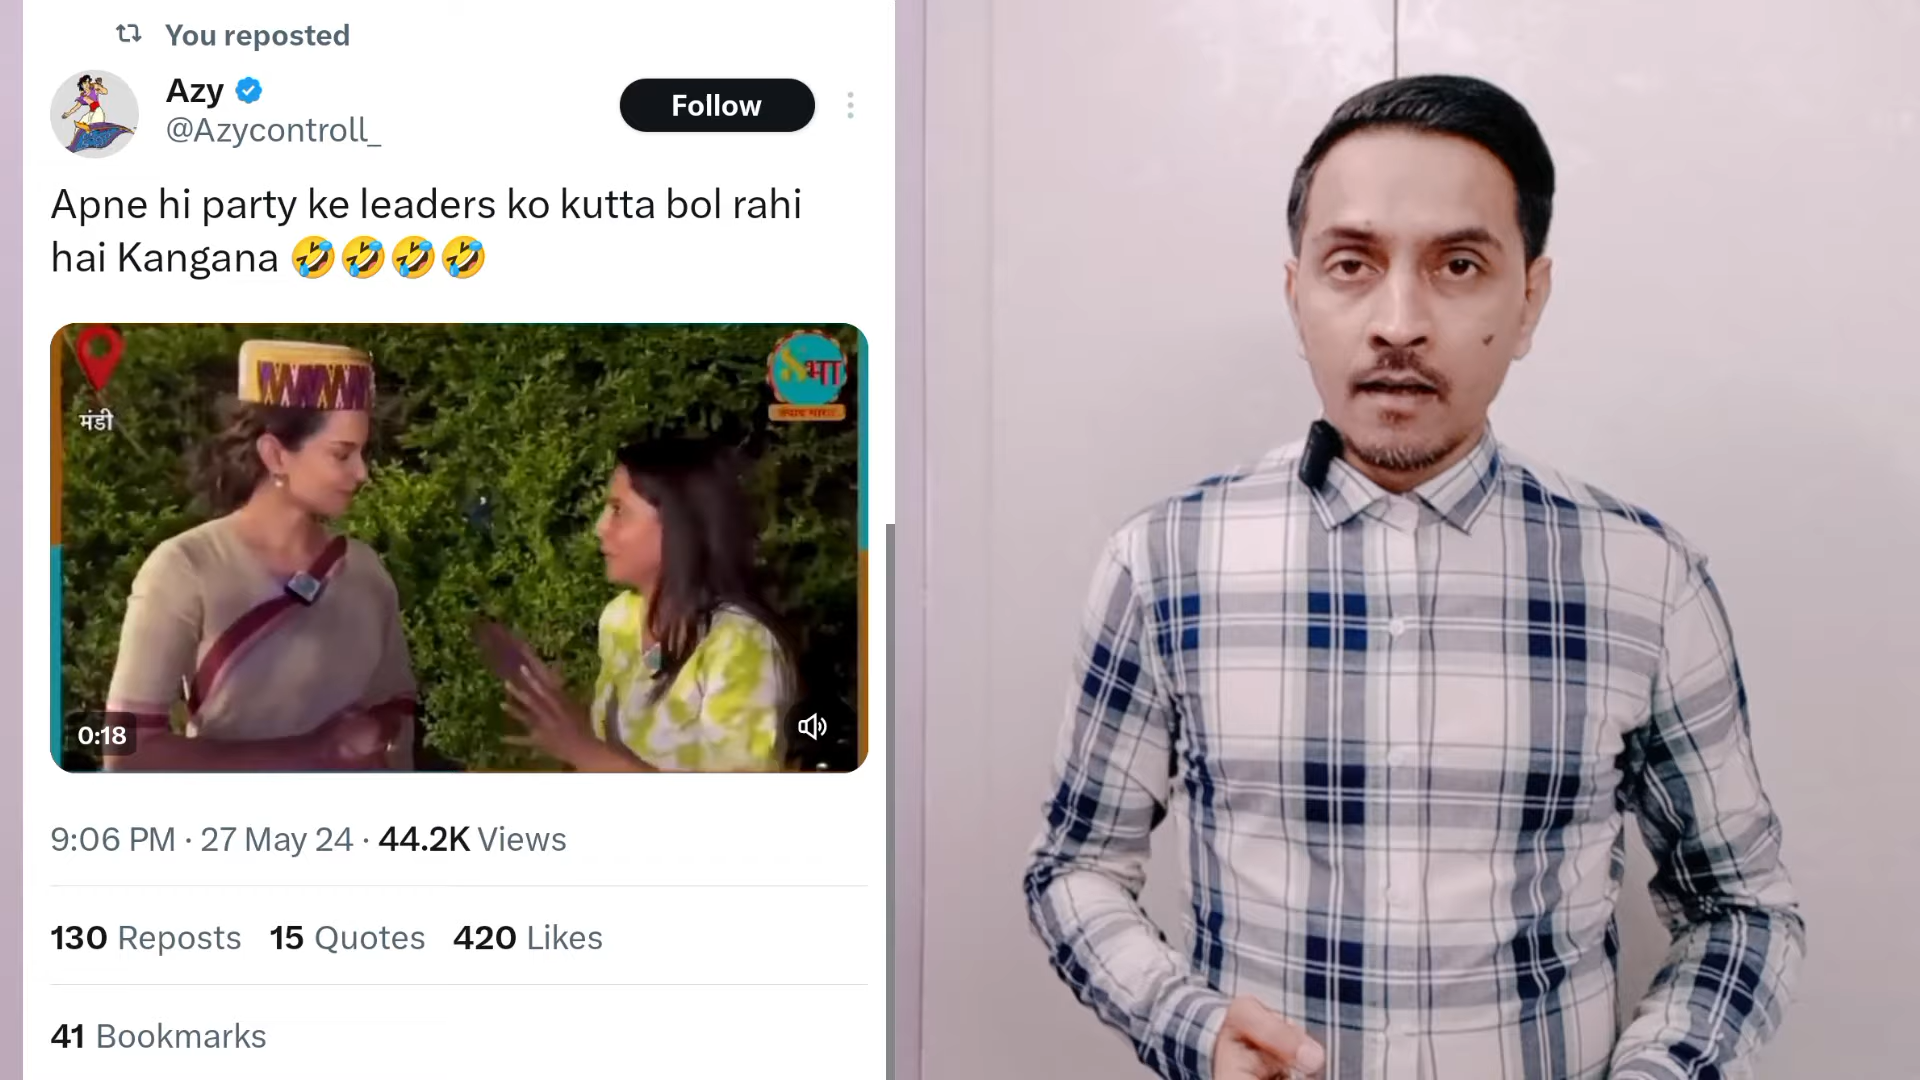 You reposted
Azy
@Azycontroll_
Follow
Apne hi party ke leaders ko kutta bol rahi
hai Kangana 🤣🤣🤣🤣
मंडी
भा
0:18
9:06 PM · 27 May 24 · 44.2K Views
130 Reposts 15 Quotes 420 Likes
41 Bookmarks